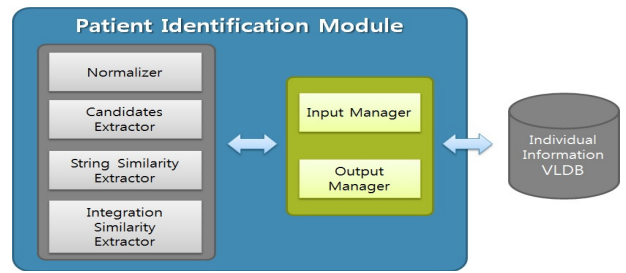 Patient Identification Module
Normalizer
Candidates
Extractor
String Similarity
Extractor
Integration
Similarity
Extractor
Input Manager
Output
Manager
Individual
Information
VLDB